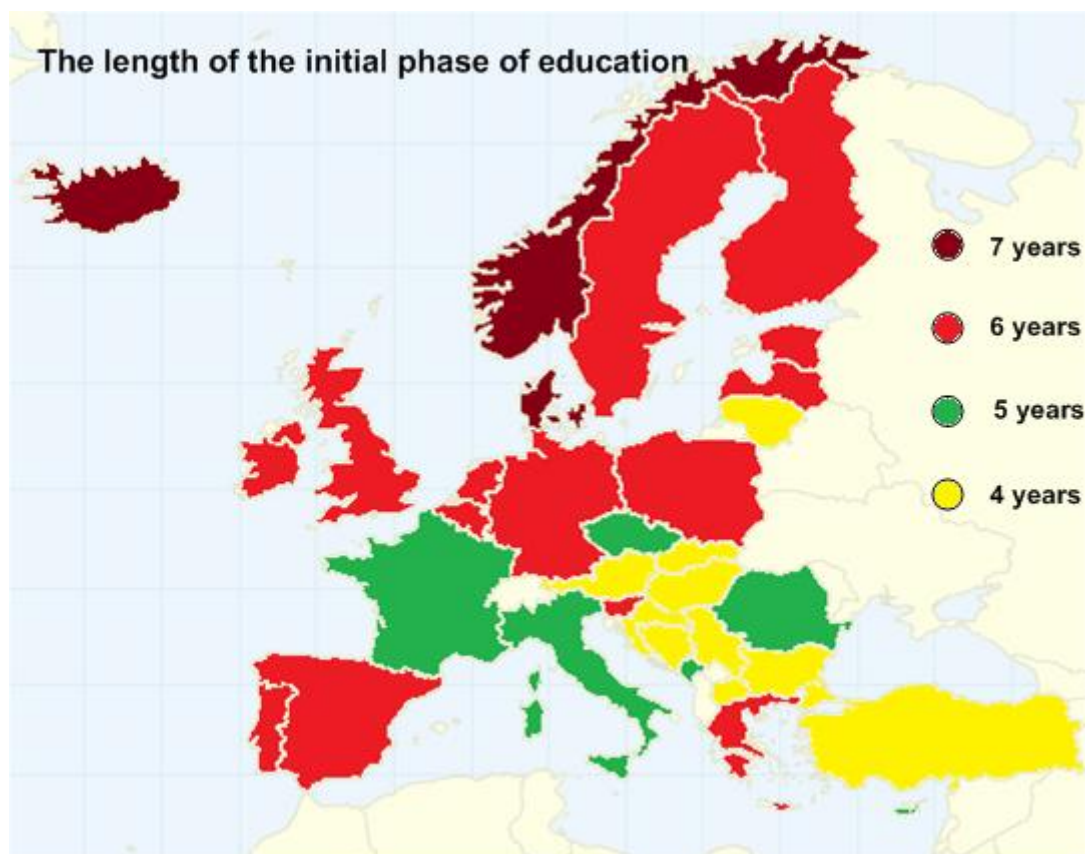 The length of the initial phase of education
7 years
6 years
5 years
4 years